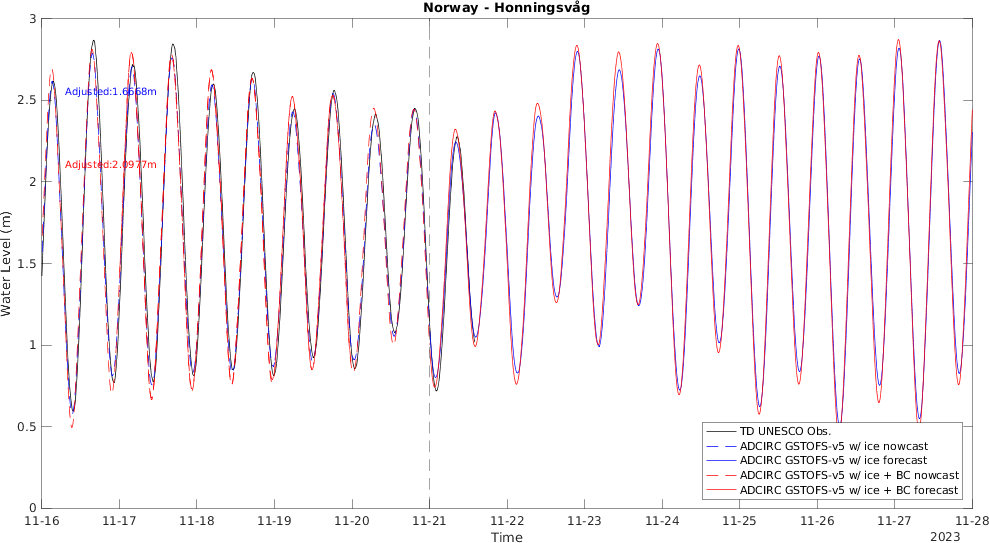 Norway - Honningsvåg
3
2.5
2
1.5
1
0.5
0
Water Level (m)
Adjusted:1.6668m
Adjusted:2.0977m
TD UNESCO Obs.
ADCIRC GSTOFS-v5 w/ ice nowcast
ADCIRC GSTOFS-v5 w/ ice forecast
ADCIRC GSTOFS-v5 w/ ice + BC nowcast
ADCIRC GSTOFS-v5 w/ ice + BC forecast
11-16 11-17 11-18 11-19 11-20 11-21 11-22 11-23 11-24 11-25 11-26 11-27 11-28
Time
2023